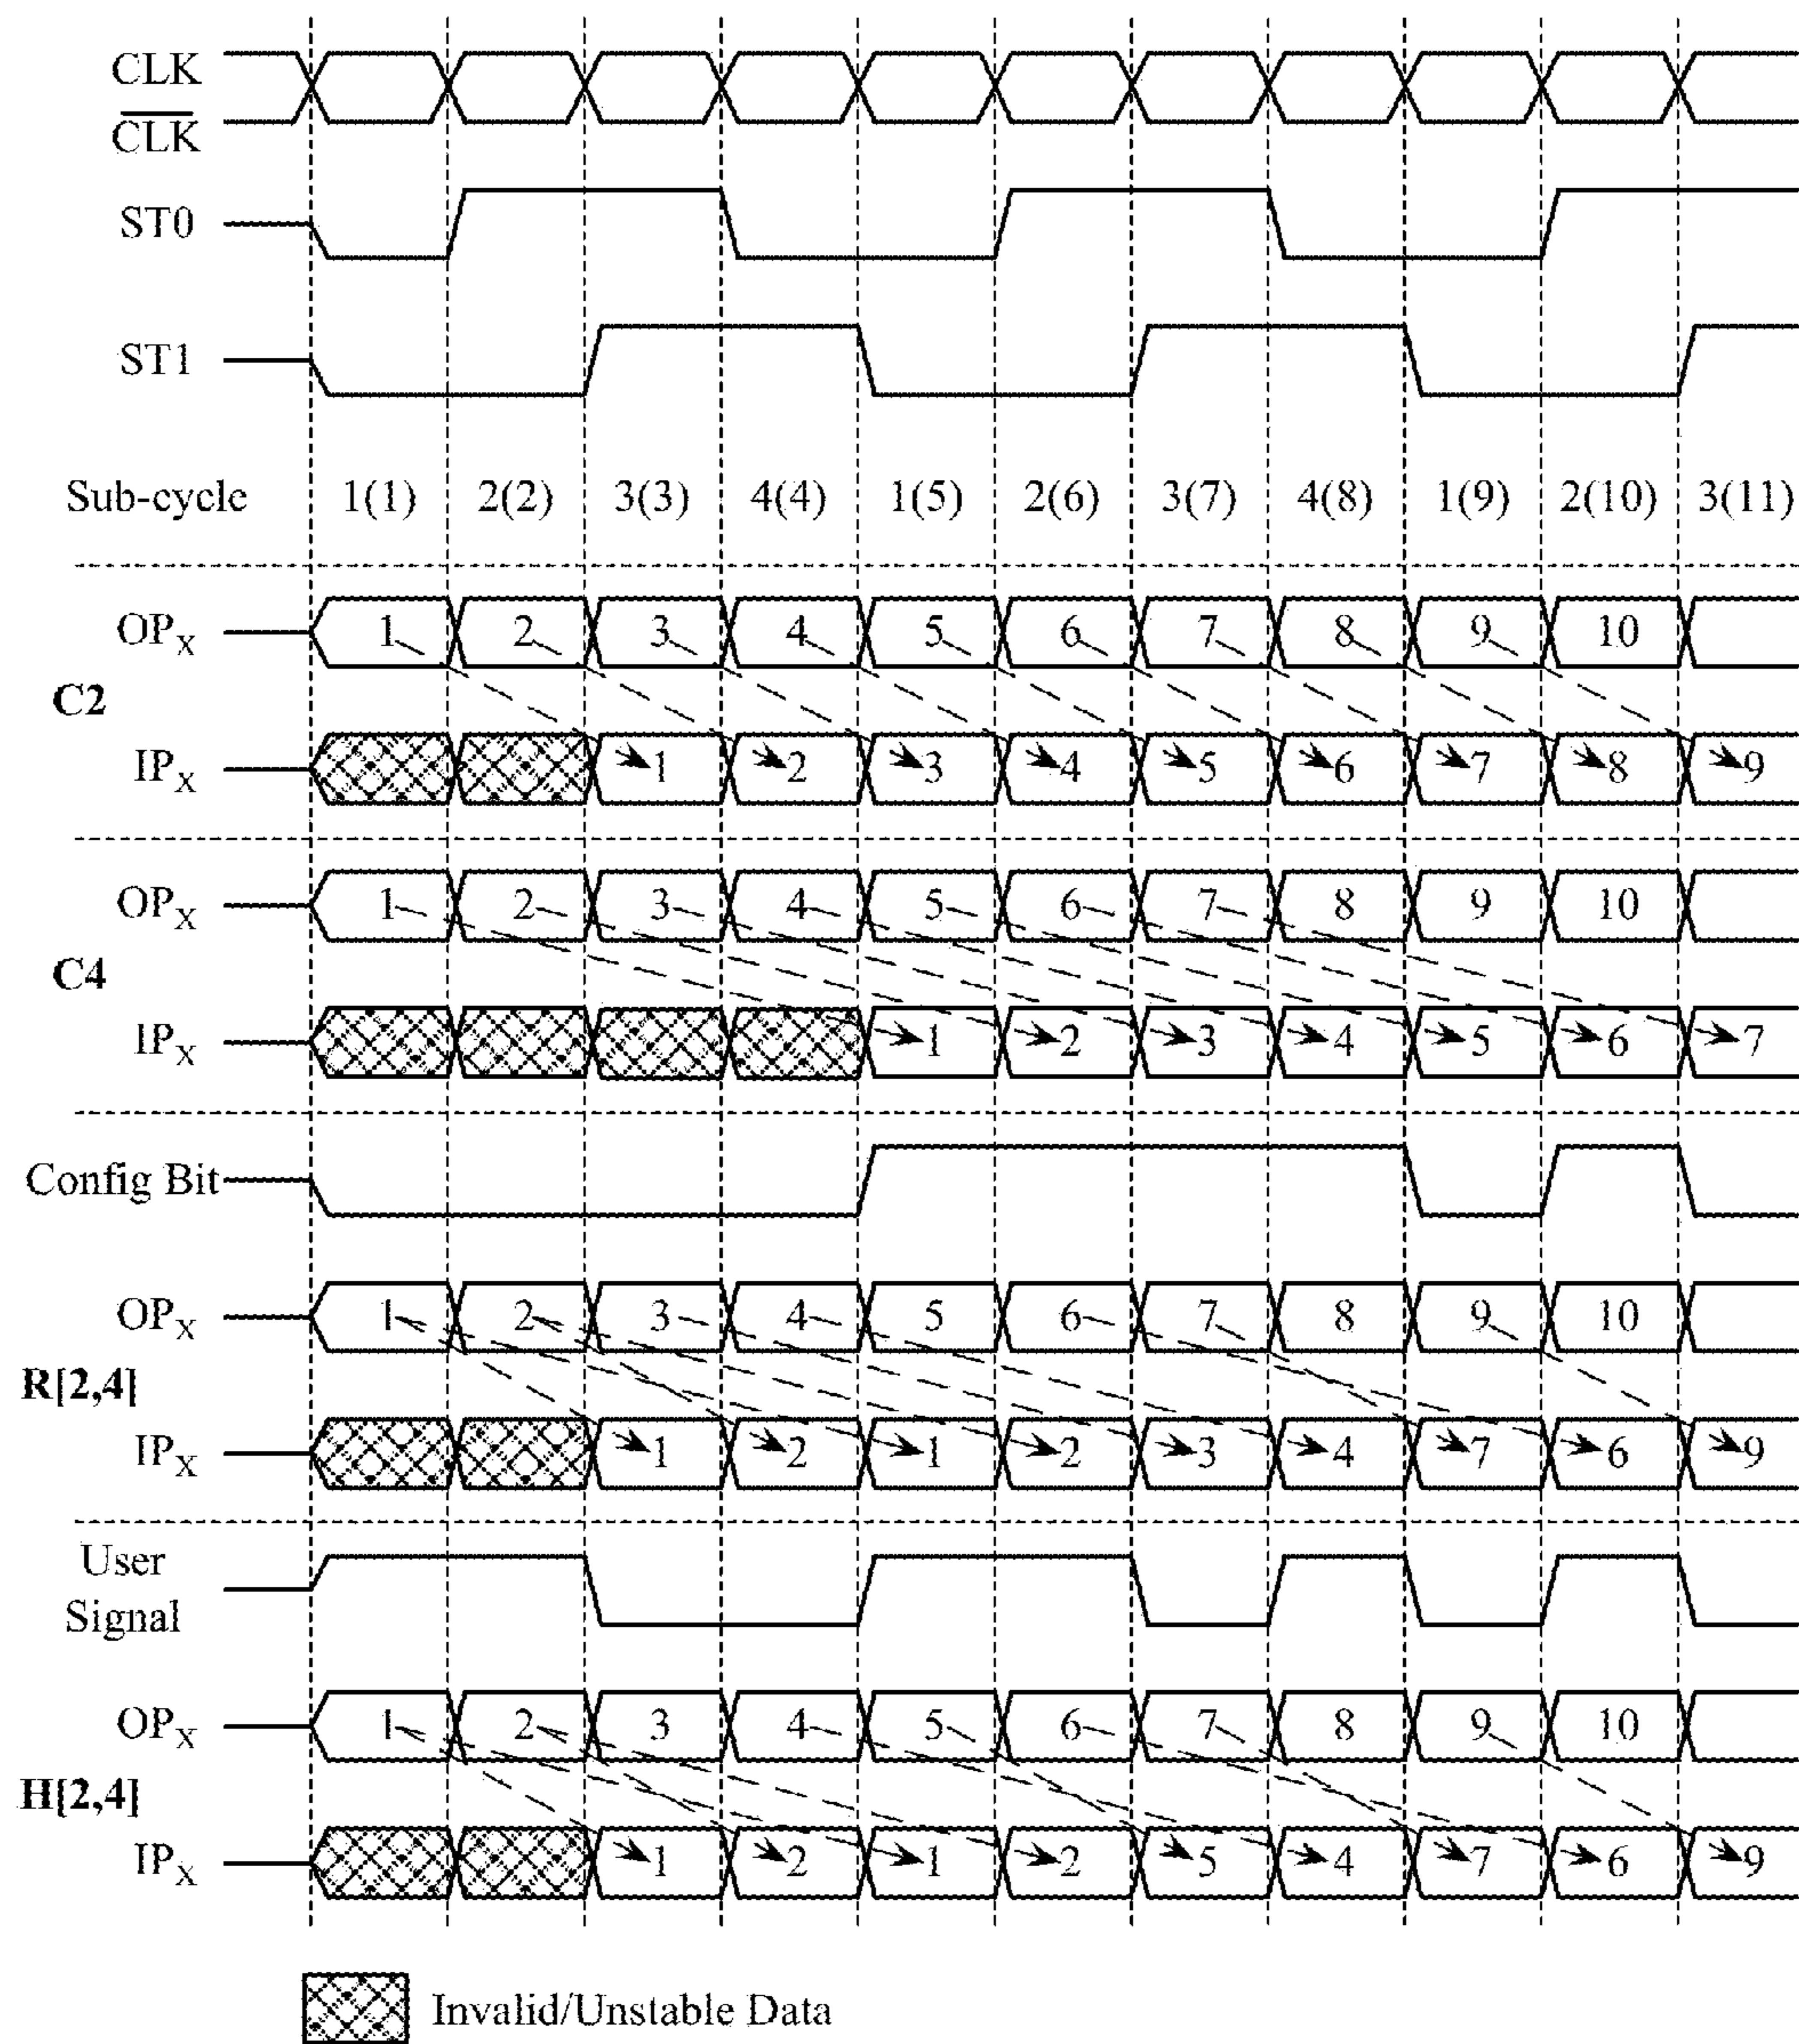 CLK
CLK
ST0
ST1
Sub-cycle 1(1) 2(2) 3(3) 4(4) 1(5) 2(6) 3(7) 4(8) 1(9) 2(10) 3(11)
OPX 1 2 3 4 5 6 7 8 9 10
C2
IPX 1 2 3 4 5 6 7 8 9
OPX 1 2 3 4 5 6 7 8 9 10
C4
IPX 1 2 3 4 5 6 7
Config Bit
OPX 1 2 3 4 5 6 7 8 9 10
R[2,4]
IPX 1 2 1 2 3 4 7 6 9
User
Signal
OPX 1 2 3 4 5 6 7 8 9 10
H[2,4]
IPX 1 2 1 2 5 4 7 6 9
Invalid/Unstable Data